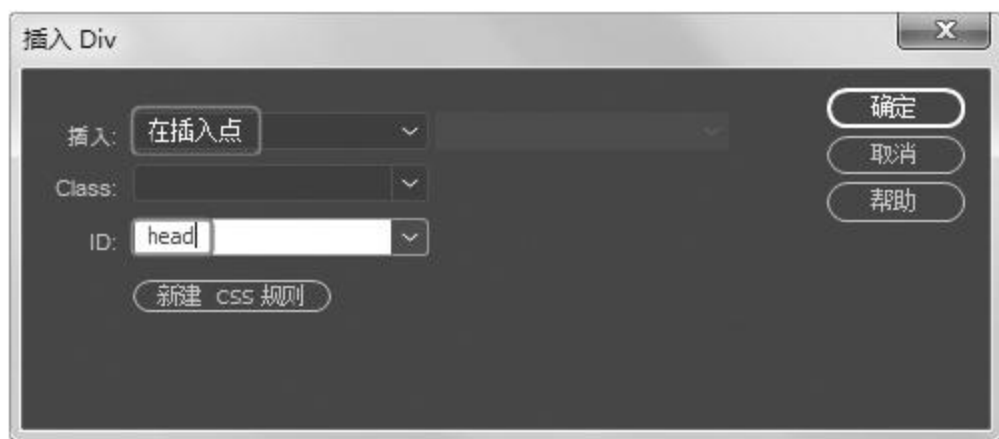 插入 Div
插入: 在插入点
Class:
ID: head
新建 CSS 规则
确定
取消
帮助